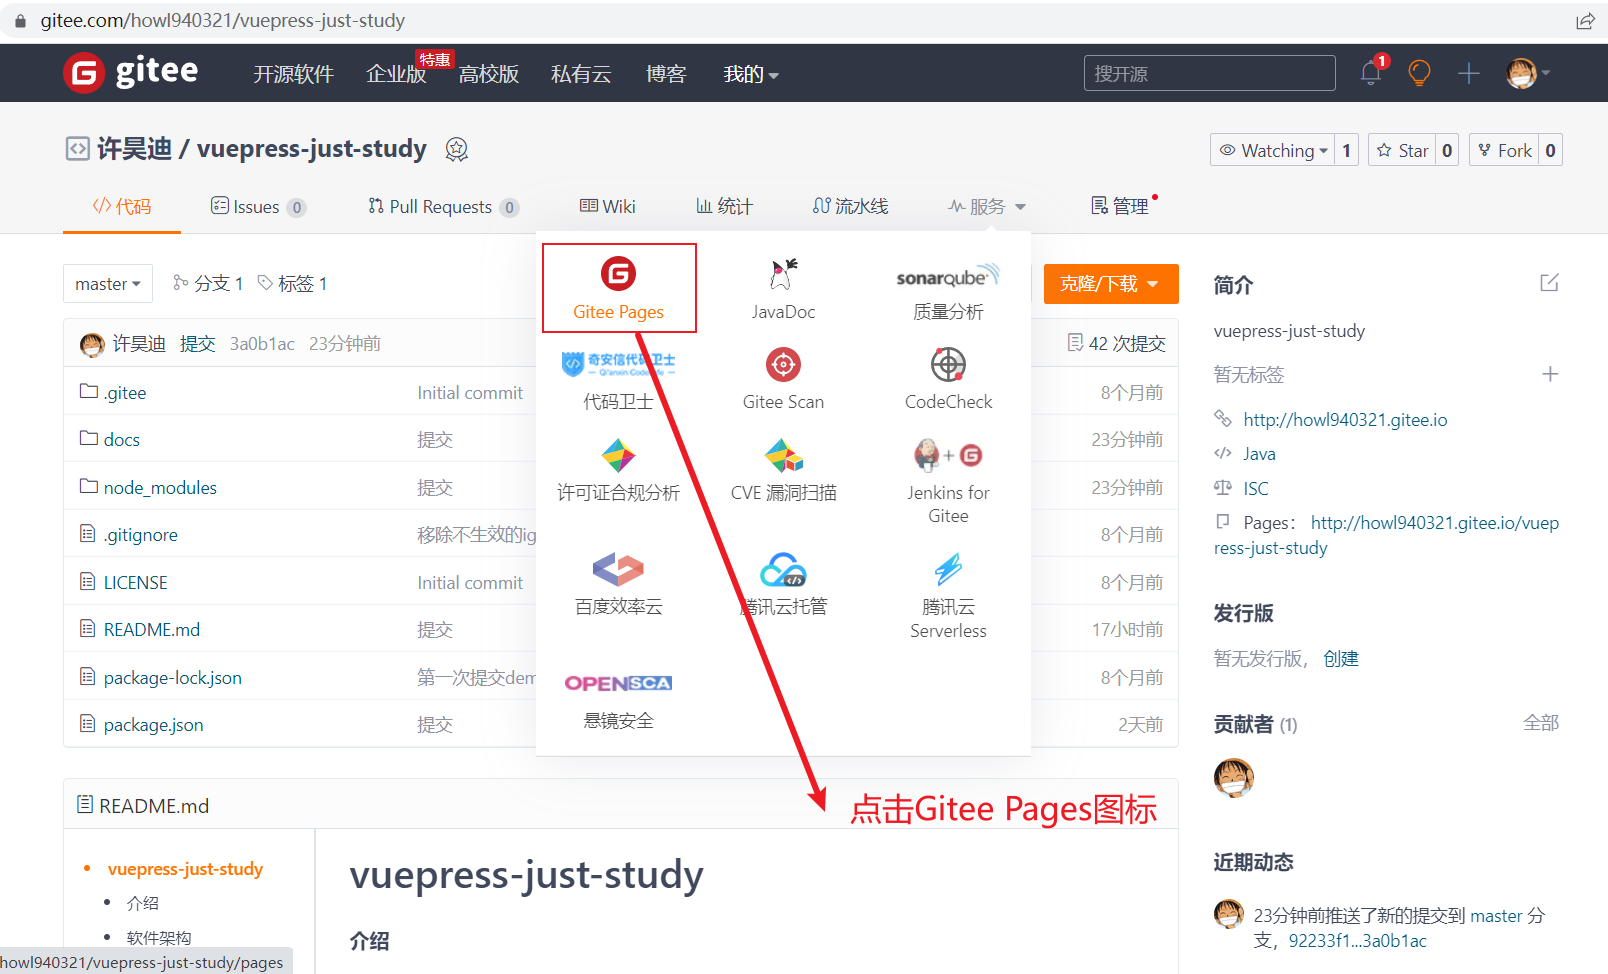 gitee.com/howl940321/vuepress-just-study
gitee 开源软件 企业版 特惠 高校版 私有云 博客 我的 搜开源 1
许昊迪 / vuepress-just-study Watching 1 Star 0 Fork 0
代码 Issues 0 Pull Requests 0 Wiki 统计 流水线 服务 管理
master 分支 1 标签 1 克隆/下载
许昊迪 提交 3a0b1ac 23分钟前 42 次提交
.gitee Initial commit 8个月前
docs 提交 23分钟前
node_modules 提交 23分钟前
.gitignore 移除不生效的ig 8个月前
LICENSE Initial commit 8个月前
README.md 提交 17小时前
package-lock.json 第一次提交dem 8个月前
package.json 提交 2天前
Gitee Pages JavaDoc sonarqube
质量分析
奇安信代码卫士
代码卫士 Gitee Scan CodeCheck
许可证合规分析 CVE 漏洞扫描 Jenkins for
Gitee
百度效率云 腾讯云托管 腾讯云
Serverless
OPENSCA
悬镜安全
点击Gitee Pages图标
README.md
vuepress-just-study
介绍
软件架构
vuepress-just-study
介绍
简介
vuepress-just-study
暂无标签
http://howl940321.gitee.io
Java
ISC
Pages： http://howl940321.gitee.io/vuep
ress-just-study
发行版
暂无发行版， 创建
贡献者 (1) 全部
近期动态
23分钟前推送了新的提交到 master 分
支，92233f1...3a0b1ac
howl940321/vuepress-just-study/pages